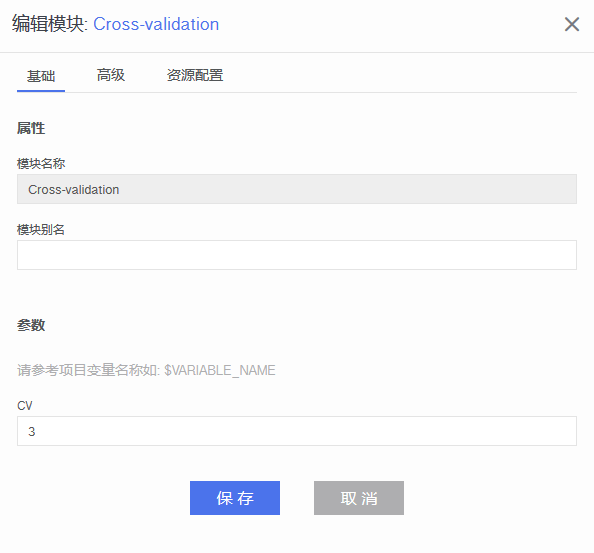 编辑模块: Cross-validation
基础 高级 资源配置
属性
模块名称
Cross-validation
模块别名
参数
请参考项目变量名称如: $VARIABLE_NAME
CV
3
保 存 取 消